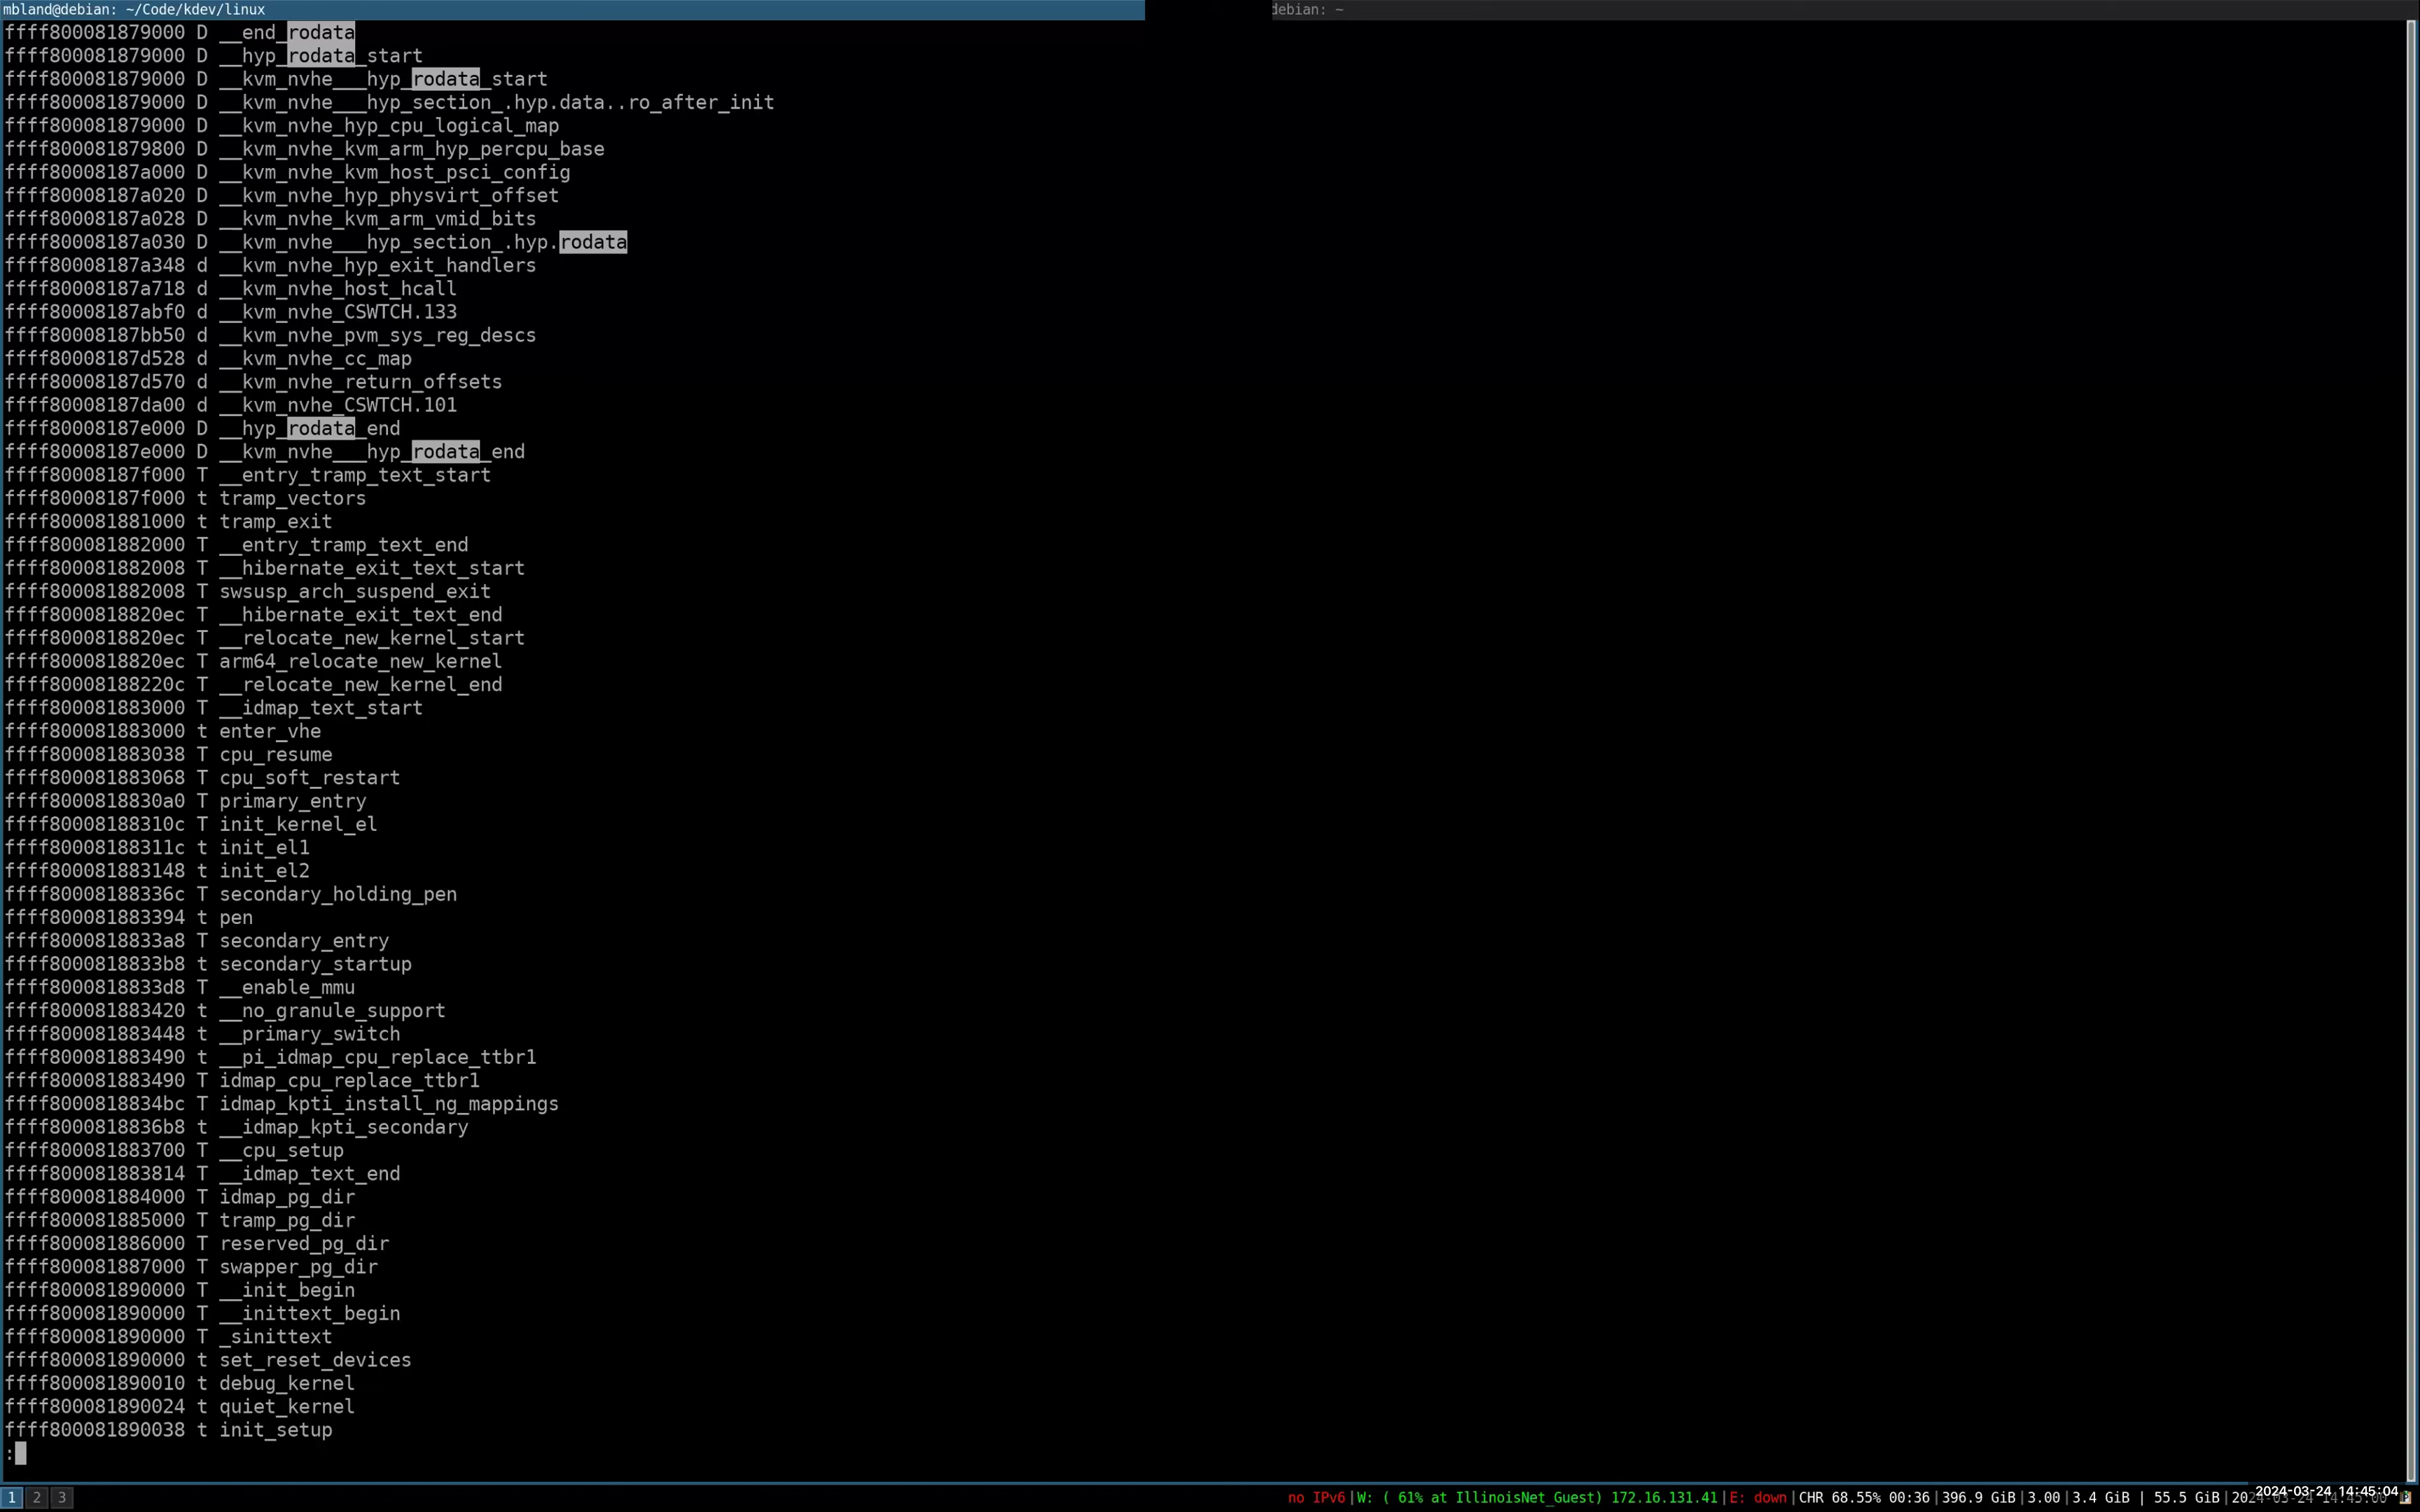 mbland@debian: ~/Code/kdev/linux
debian: ~
ffff800081879000 D __end_rodata
ffff800081879000 D __hyp_rodata_start
ffff800081879000 D __kvm_nvhe___hyp_rodata_start
ffff800081879000 D __kvm_nvhe___hyp_section_.hyp.data..ro_after_init
ffff800081879000 D __kvm_nvhe_hyp_cpu_logical_map
ffff800081879800 D __kvm_nvhe_kvm_arm_hyp_percpu_base
ffff80008187a000 D __kvm_nvhe_kvm_host_psci_config
ffff80008187a020 D __kvm_nvhe_hyp_physvirt_offset
ffff80008187a028 D __kvm_nvhe_kvm_arm_vmid_bits
ffff80008187a030 D __kvm_nvhe___hyp_section_.hyp.rodata
ffff80008187a348 d __kvm_nvhe_hyp_exit_handlers
ffff80008187a718 d __kvm_nvhe_host_hcall
ffff80008187abf0 d __kvm_nvhe_CSWTCH.133
ffff80008187bb50 d __kvm_nvhe_pvm_sys_reg_descs
ffff80008187d528 d __kvm_nvhe_cc_map
ffff80008187d570 d __kvm_nvhe_return_offsets
ffff80008187da00 d __kvm_nvhe_CSWTCH.101
ffff80008187e000 D __hyp_rodata_end
ffff80008187e000 D __kvm_nvhe___hyp_rodata_end
ffff80008187f000 T __entry_tramp_text_start
ffff80008187f000 t tramp_vectors
ffff800081881000 t tramp_exit
ffff800081882000 T __entry_tramp_text_end
ffff800081882008 T __hibernate_exit_text_start
ffff800081882008 T swsusp_arch_suspend_exit
ffff8000818820ec T __hibernate_exit_text_end
ffff8000818820ec T __relocate_new_kernel_start
ffff8000818820ec T arm64_relocate_new_kernel
ffff80008188220c T __relocate_new_kernel_end
ffff800081883000 T __idmap_text_start
ffff800081883000 t enter_vhe
ffff800081883038 T cpu_resume
ffff800081883068 T cpu_soft_restart
ffff8000818830a0 T primary_entry
ffff80008188310c T init_kernel_el
ffff80008188311c t init_el1
ffff800081883148 t init_el2
ffff80008188336c T secondary_holding_pen
ffff800081883394 t pen
ffff8000818833a8 T secondary_entry
ffff8000818833b8 t secondary_startup
ffff8000818833d8 T __enable_mmu
ffff800081883420 t __no_granule_support
ffff800081883448 t __primary_switch
ffff800081883490 t __pi_idmap_cpu_replace_ttbr1
ffff800081883490 T idmap_cpu_replace_ttbr1
ffff8000818834bc T idmap_kpti_install_ng_mappings
ffff8000818836b8 t __idmap_kpti_secondary
ffff800081883700 T __cpu_setup
ffff800081883814 T __idmap_text_end
ffff800081884000 T idmap_pg_dir
ffff800081885000 T tramp_pg_dir
ffff800081886000 T reserved_pg_dir
ffff800081887000 T swapper_pg_dir
ffff800081890000 T __init_begin
ffff800081890000 T __inittext_begin
ffff800081890000 T _sinittext
ffff800081890000 t set_reset_devices
ffff800081890010 t debug_kernel
ffff800081890024 t quiet_kernel
ffff800081890038 t init_setup
:
1 2 3 no IPv6|W: ( 61% at IllinoisNet_Guest) 172.16.131.41|E: down|CHR 68.55% 00:36|396.9 GiB|3.00|3.4 GiB | 55.5 GiB| 2024-03-24 14:45:04